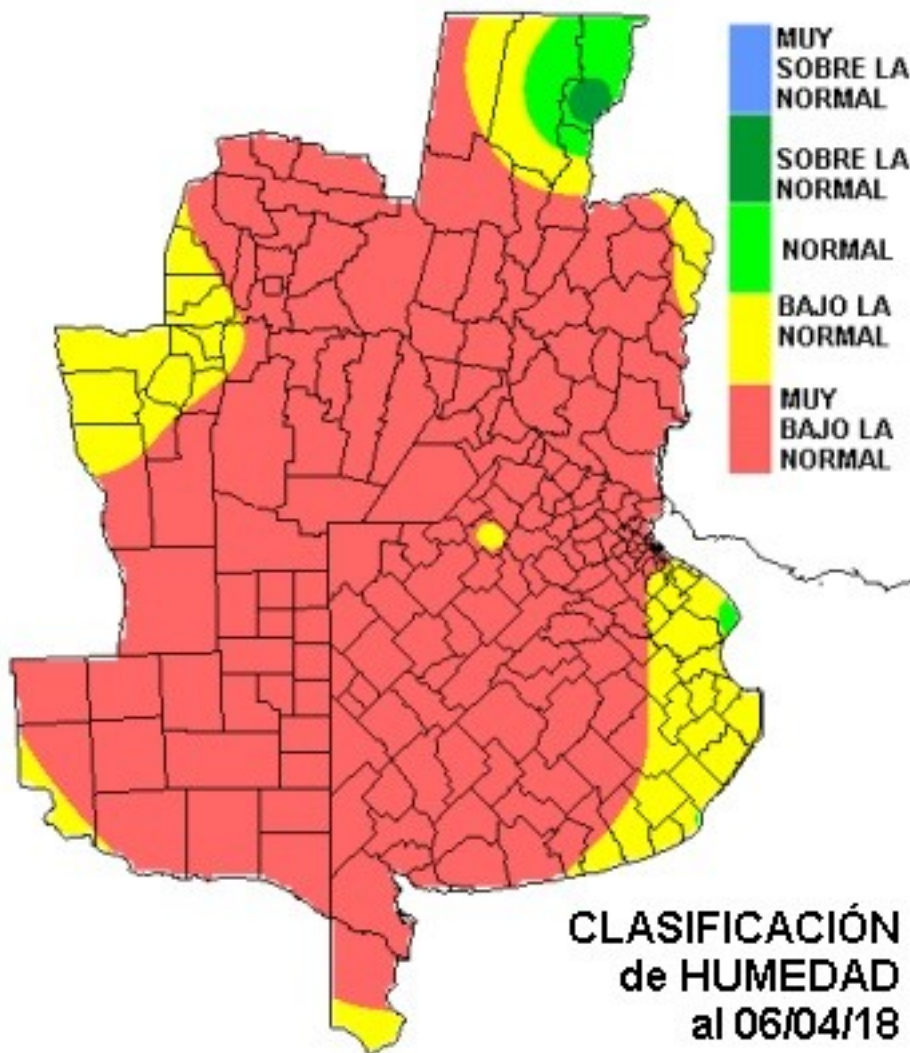 MUY
SOBRE LA
NORMAL
SOBRE LA
NORMAL
NORMAL
BAJO LA
NORMAL
MUY
BAJO LA
NORMAL
CLASIFICACIÓN
de HUMEDAD
al 06/04/18